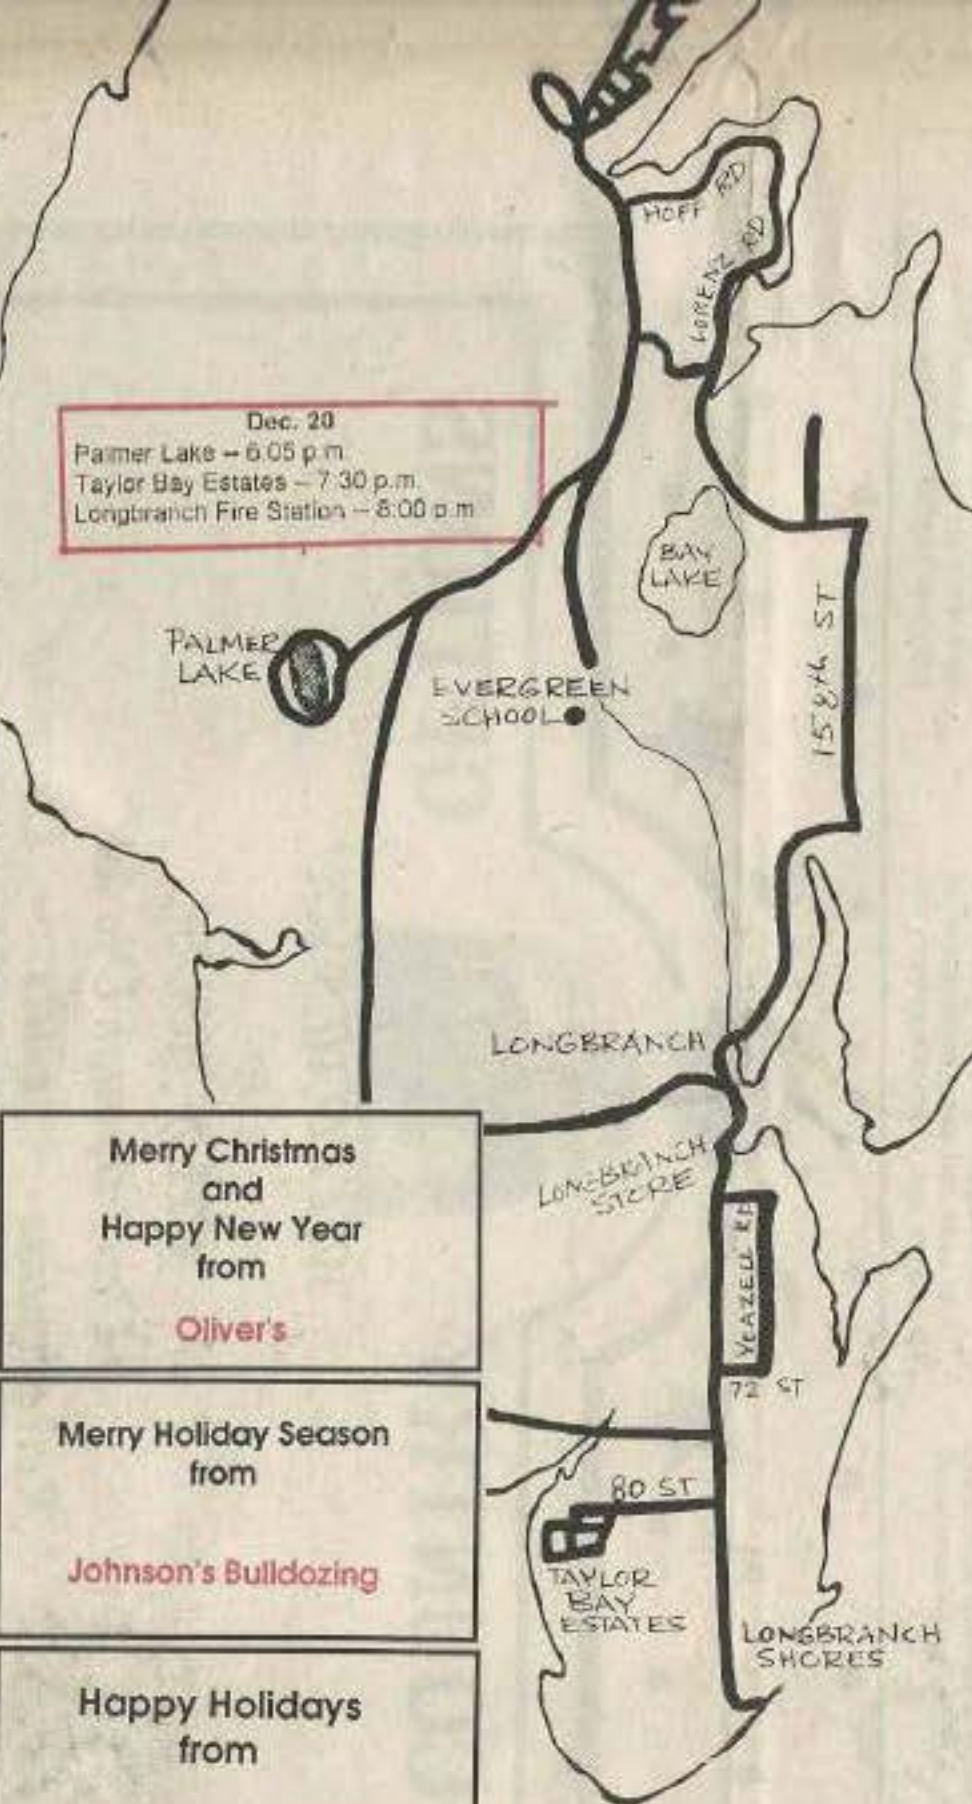 HOFF RD
LORENZ RD
Dec. 20
Palmer Lake -- 6:05 p.m.
Taylor Bay Estates -- 7:30 p.m.
Longbranch Fire Station -- 8:00 p.m.
BAY
LAKE
PALMER
LAKE
EVERGREEN
SCHOOL
158th ST
LONGBRANCH
LONGBRANCH
STORE
YEAZELL RD
72 ST
Merry Christmas
and
Happy New Year
from
Oliver's
Merry Holiday Season
from
Johnson's Bulldozing
80 ST
TAYLOR
BAY
ESTATES
LONGBRANCH
SHORES
Happy Holidays
from